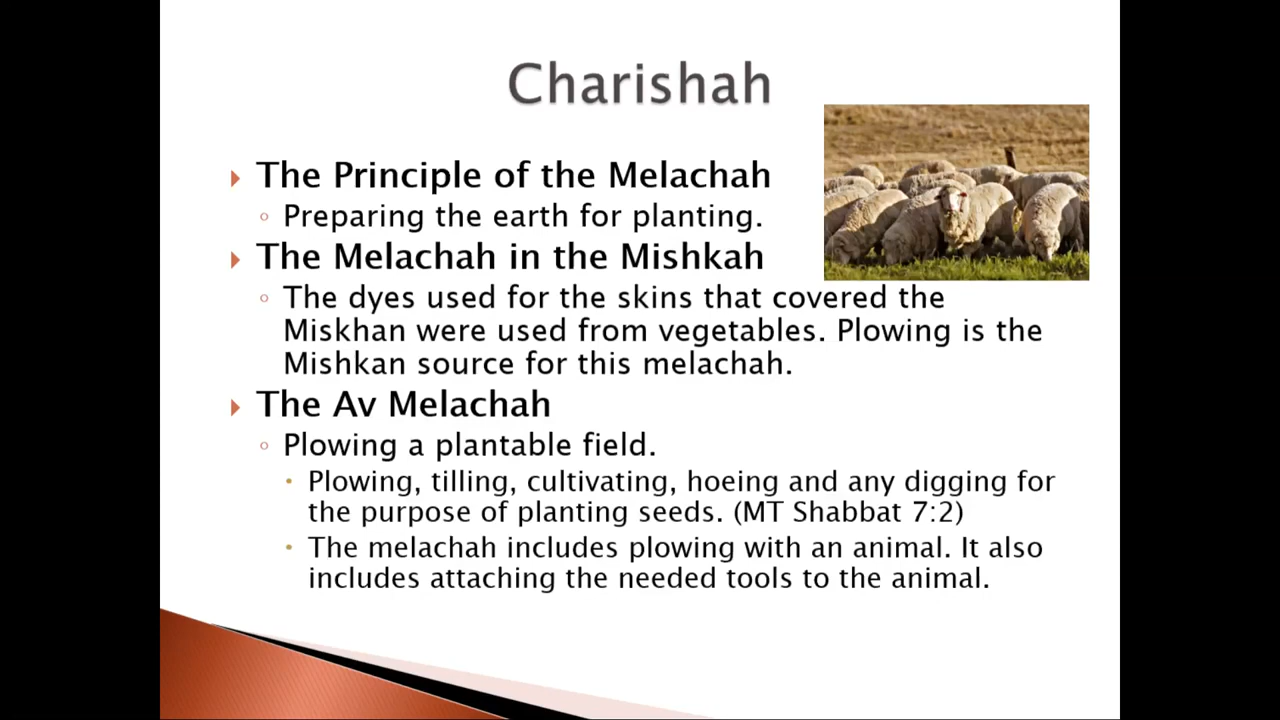 Charishah
The Principle of the Melachah
Preparing the earth for planting.
The Melachah in the Mishkah
The dyes used for the skins that covered the
Miskhan were used from vegetables. Plowing is the
Mishkan source for this melachah.
The Av Melachah
Plowing a plantable field.
Plowing, tilling, cultivating, hoeing and any digging for
the purpose of planting seeds. (MT Shabbat 7:2)
The melachah includes plowing with an animal. It also
includes attaching the needed tools to the animal.